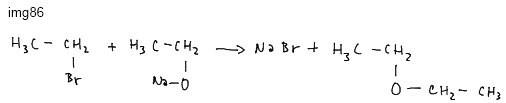 img86
H₃C - CH₂ + H₃C - CH₂ → NaBr + H₃C - CH₂
Br Na-O O - CH₂ - CH₃